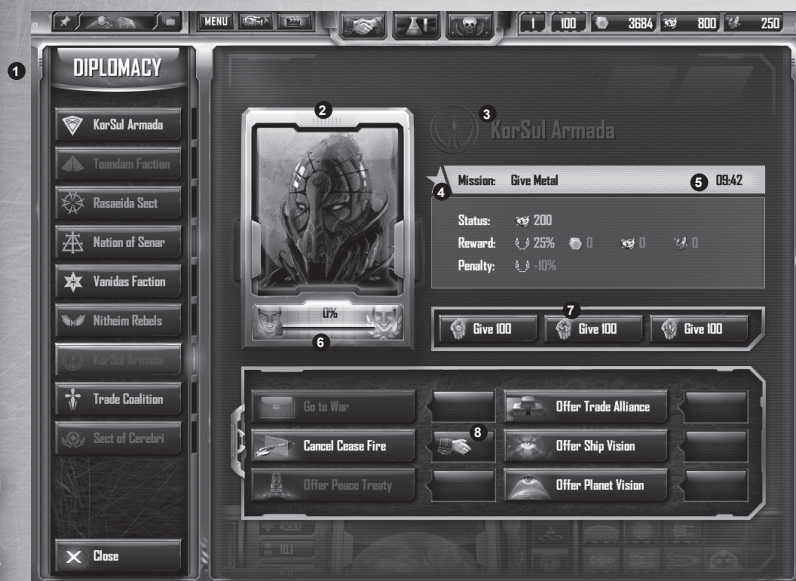 MENU
1 100 3684 800 250
1
DIPLOMACY
KorSul Armada
Toandam Faction
Rasaeida Sect
Nation of Senar
Vanidas Faction
Nitheim Rebels
KorSul Armada
Trade Coalition
Sect of Cerebri
Close
2
0%
6
3
KorSul Armada
4
Mission: Give Metal 5 09:42
Status: 200
Reward: 25% 0 0 0
Penalty: -10%
7
Give 100 Give 100 Give 100
Go to War Offer Trade Alliance
Cancel Cease Fire 8 Offer Ship Vision
Offer Peace Treaty Offer Planet Vision
4500
10.1